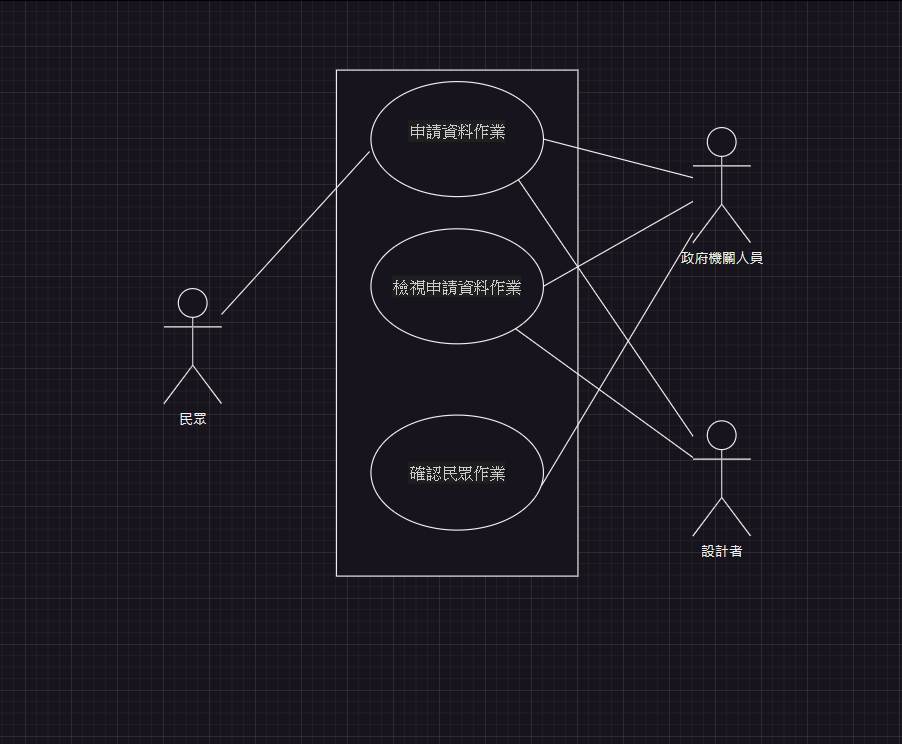 申請資料作業
檢視申請資料作業
確認民眾作業
民眾
政府機關人員
設計者